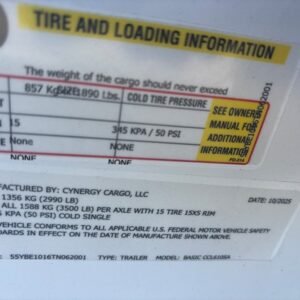 TIRE AND LOADING INFORMATION
The weight of the cargo should never exceed
857 Kg 1890 Lbs.
SIZE
COLD TIRE PRESSURE
15
345 KPA / 50 PSI
None
None
NONE
NONE
SEE OWNER'S
MANUAL FOR
ADDITIONAL
INFORMATION
FACTURED BY: CYNERGY CARGO, LLC
DATE: 10/2025
1356 KG (2990 LB)
ALL 1588 KG (3500 LB) PER AXLE WITH 15 TIRE 15X5 RIM
KPA (50 PSI) COLD SINGLE
VEHICLE CONFORMS TO ALL APPLICABLE U.S. FEDERAL MOTOR VEHICLE SAFETY
ARDS IN EFFECT ON THE DATE OF MANUFACTURE SHOWN ABOVE.
5SYBE1016TN062001 TYPE: TRAILER MODEL: BASIC